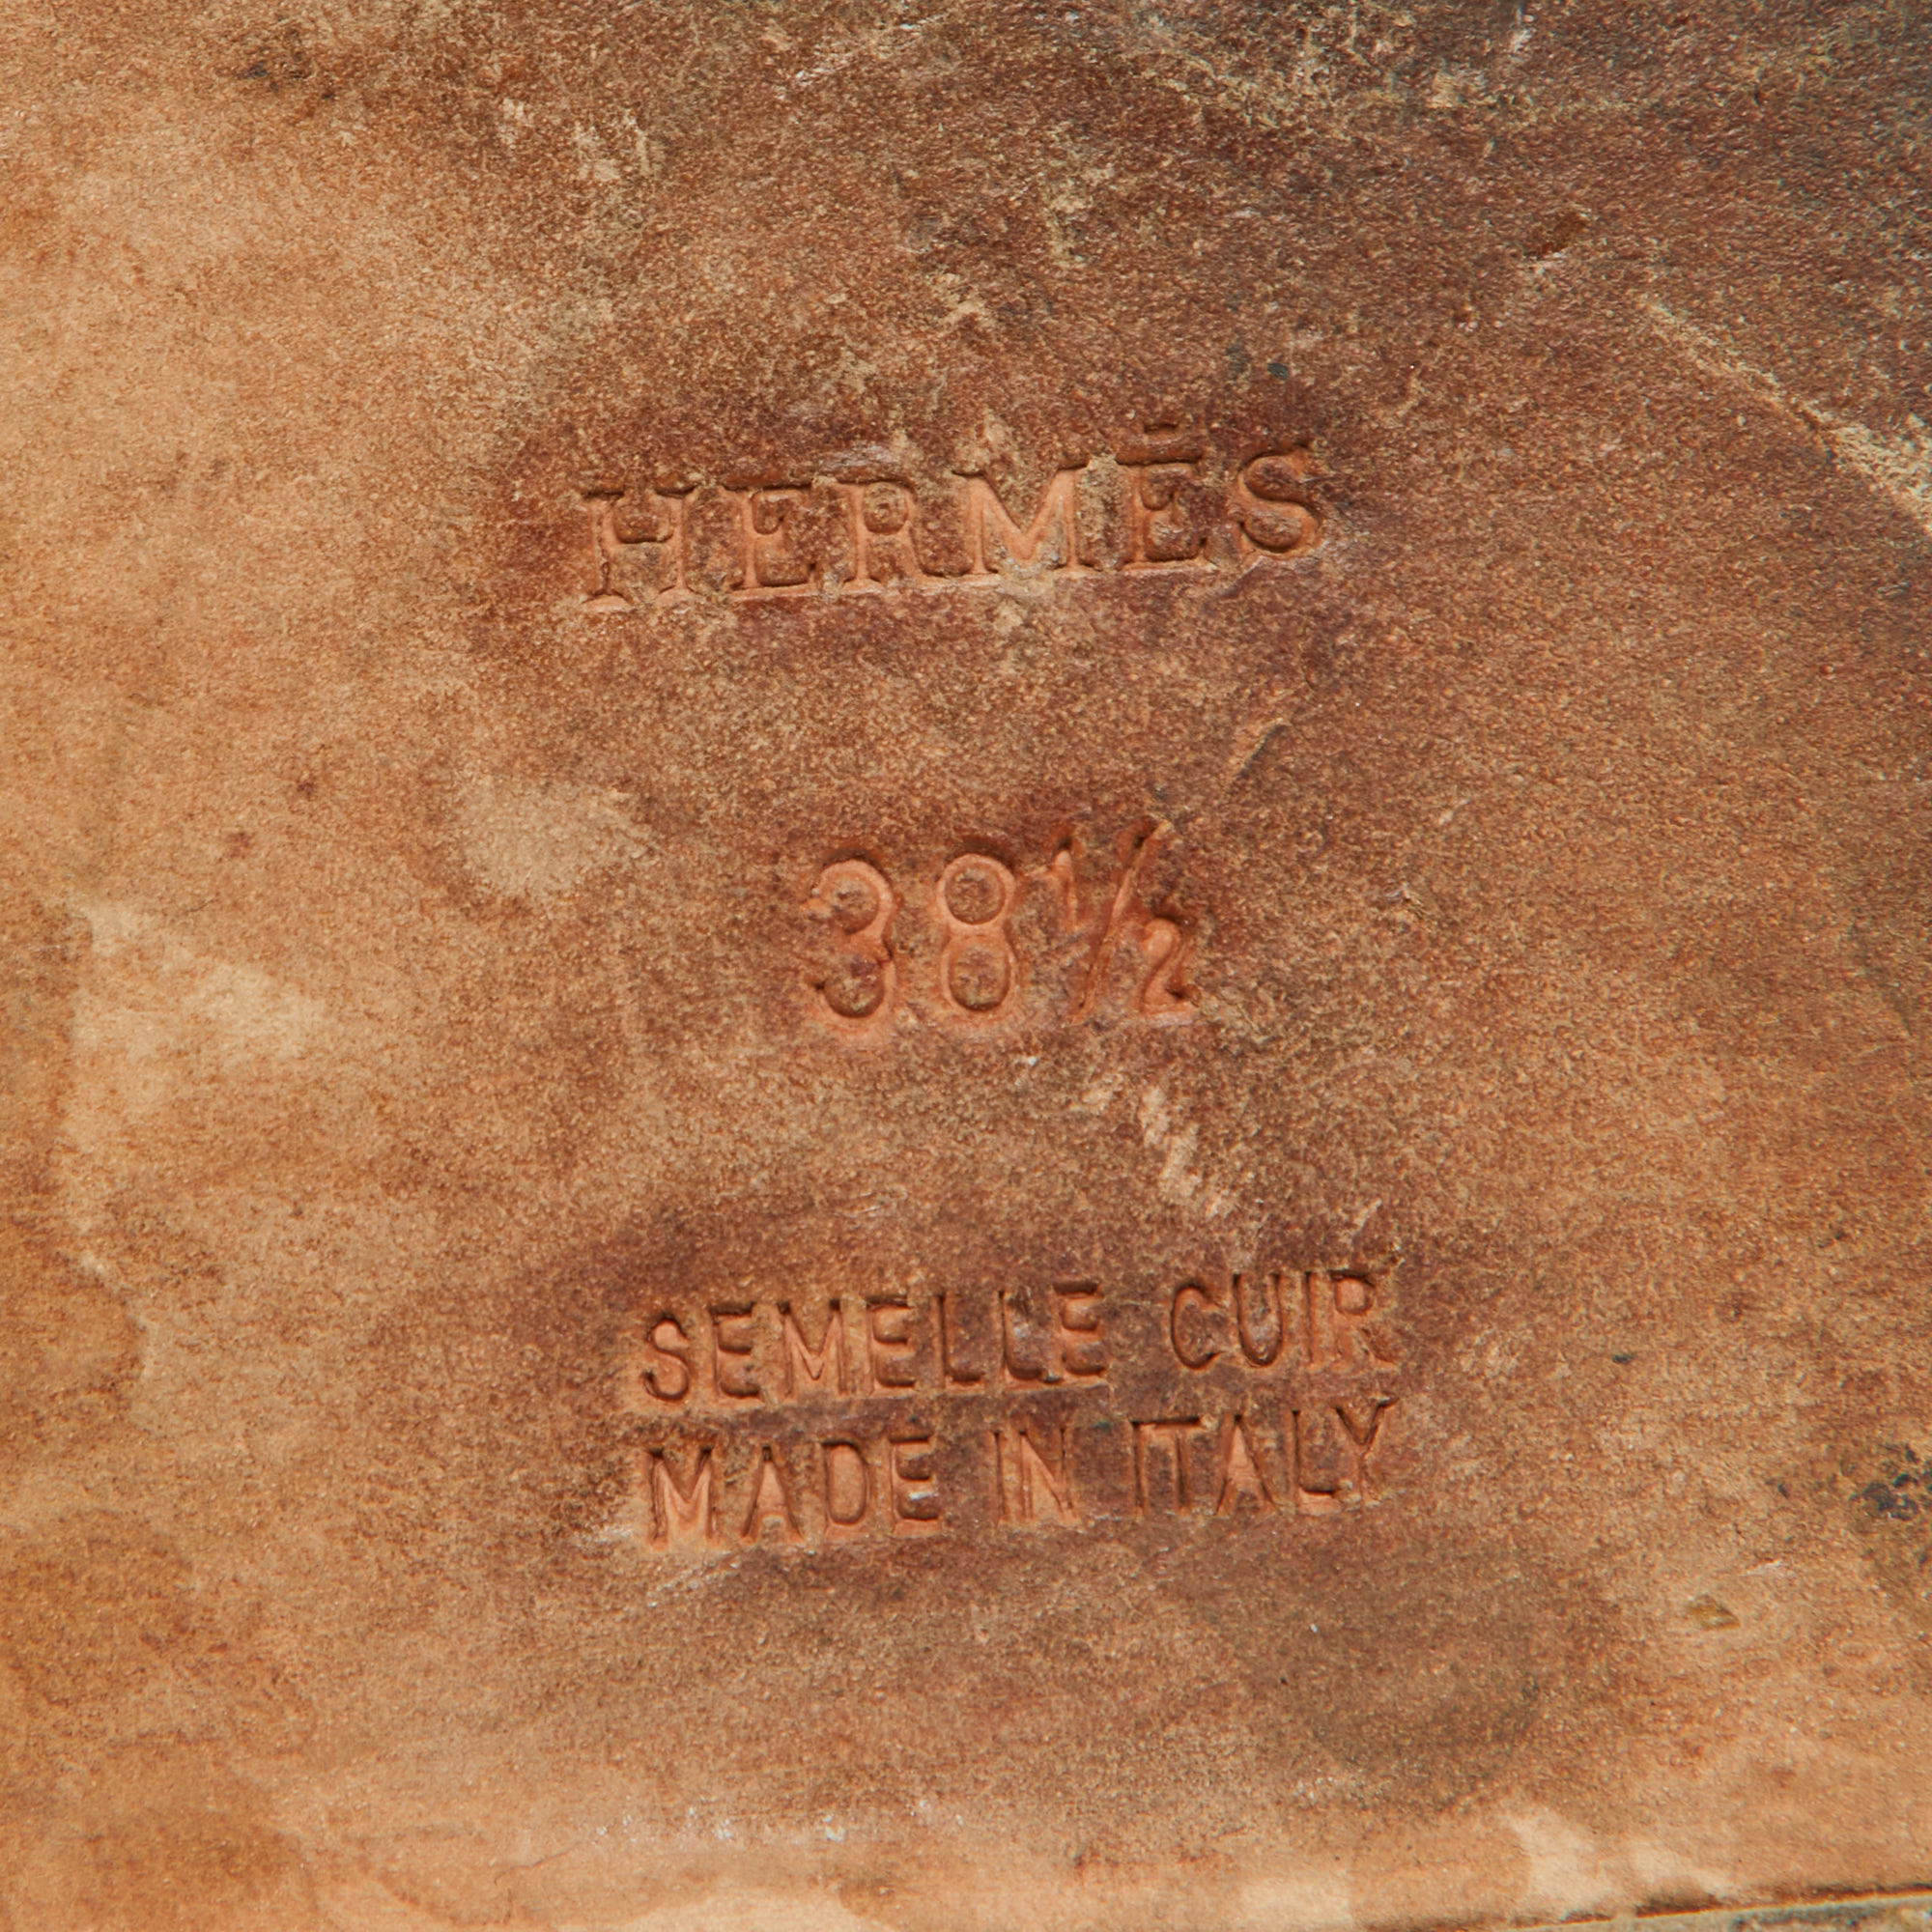 HERMÈS
38½
SEMELLE CUIR
MADE IN ITALY